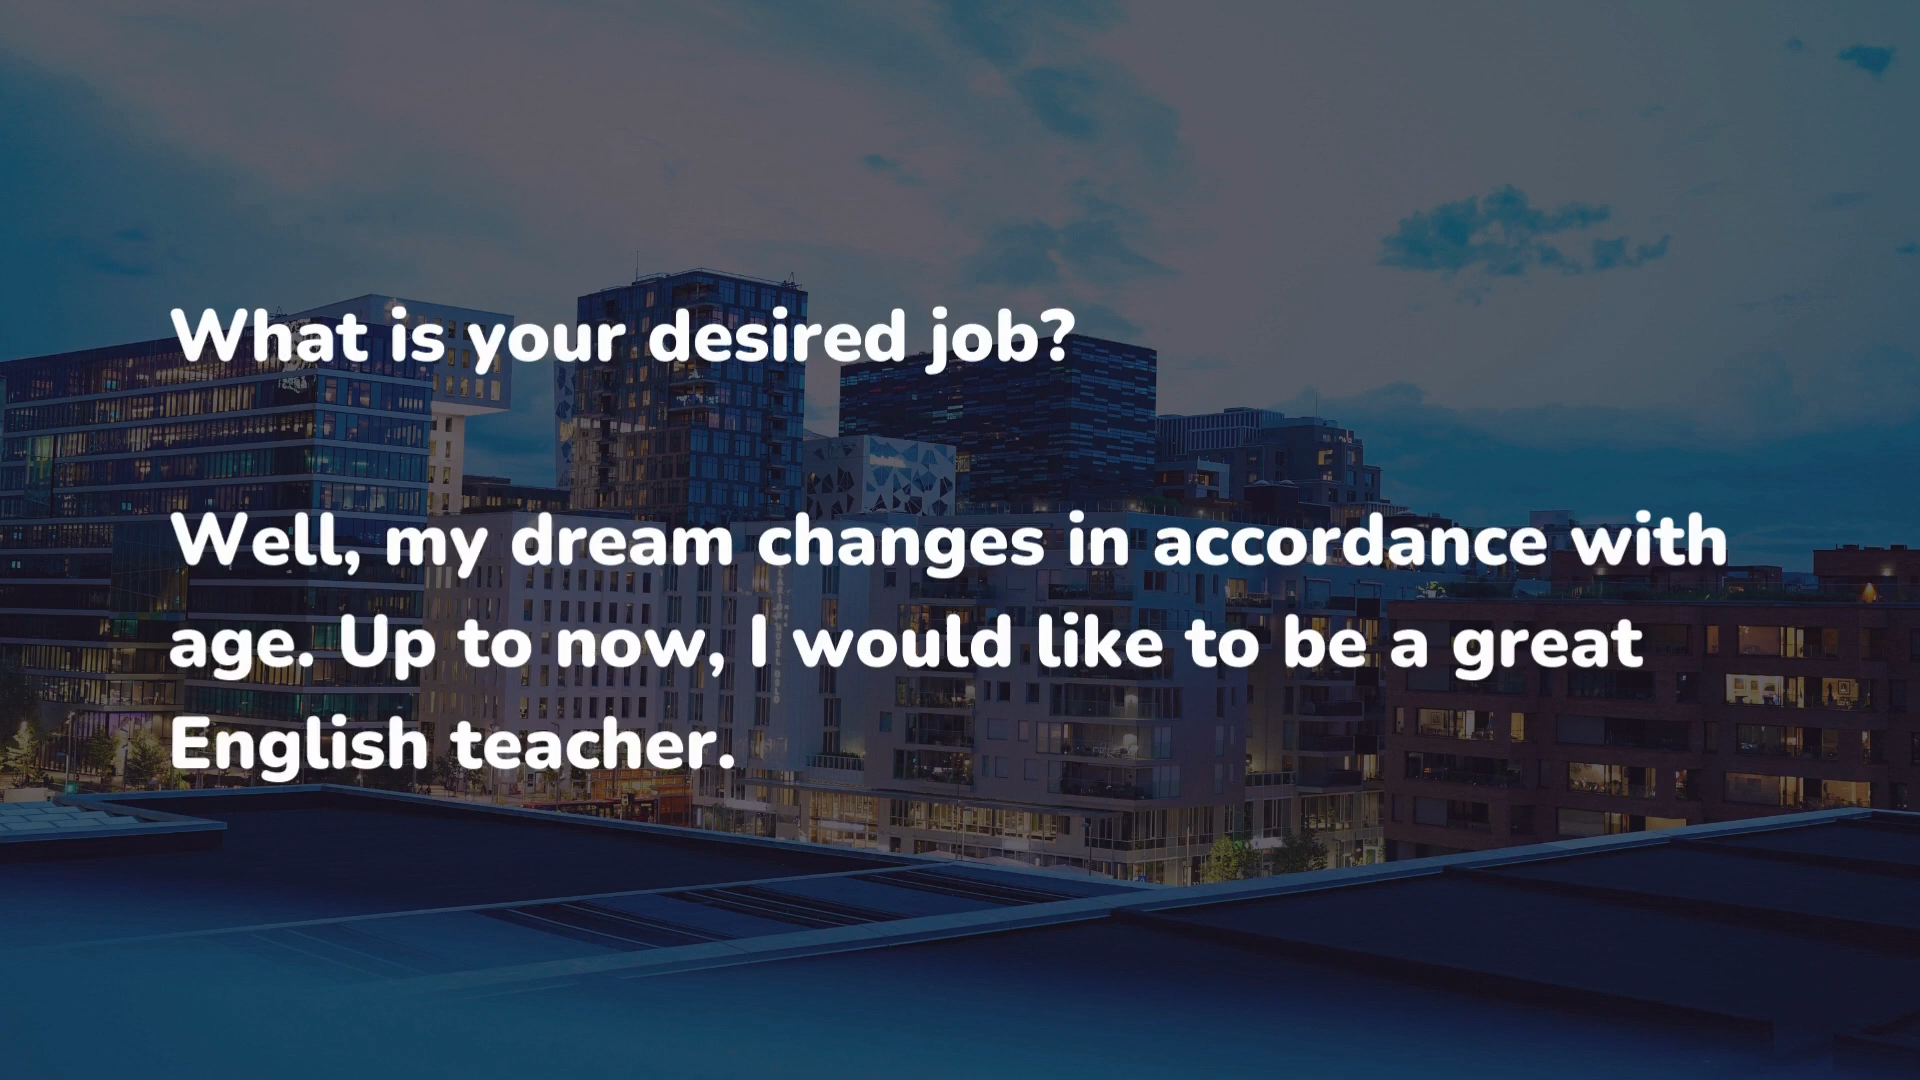 What is your desired job?
Well, my dream changes in accordance with
age. Up to now, I would like to be a great
English teacher.